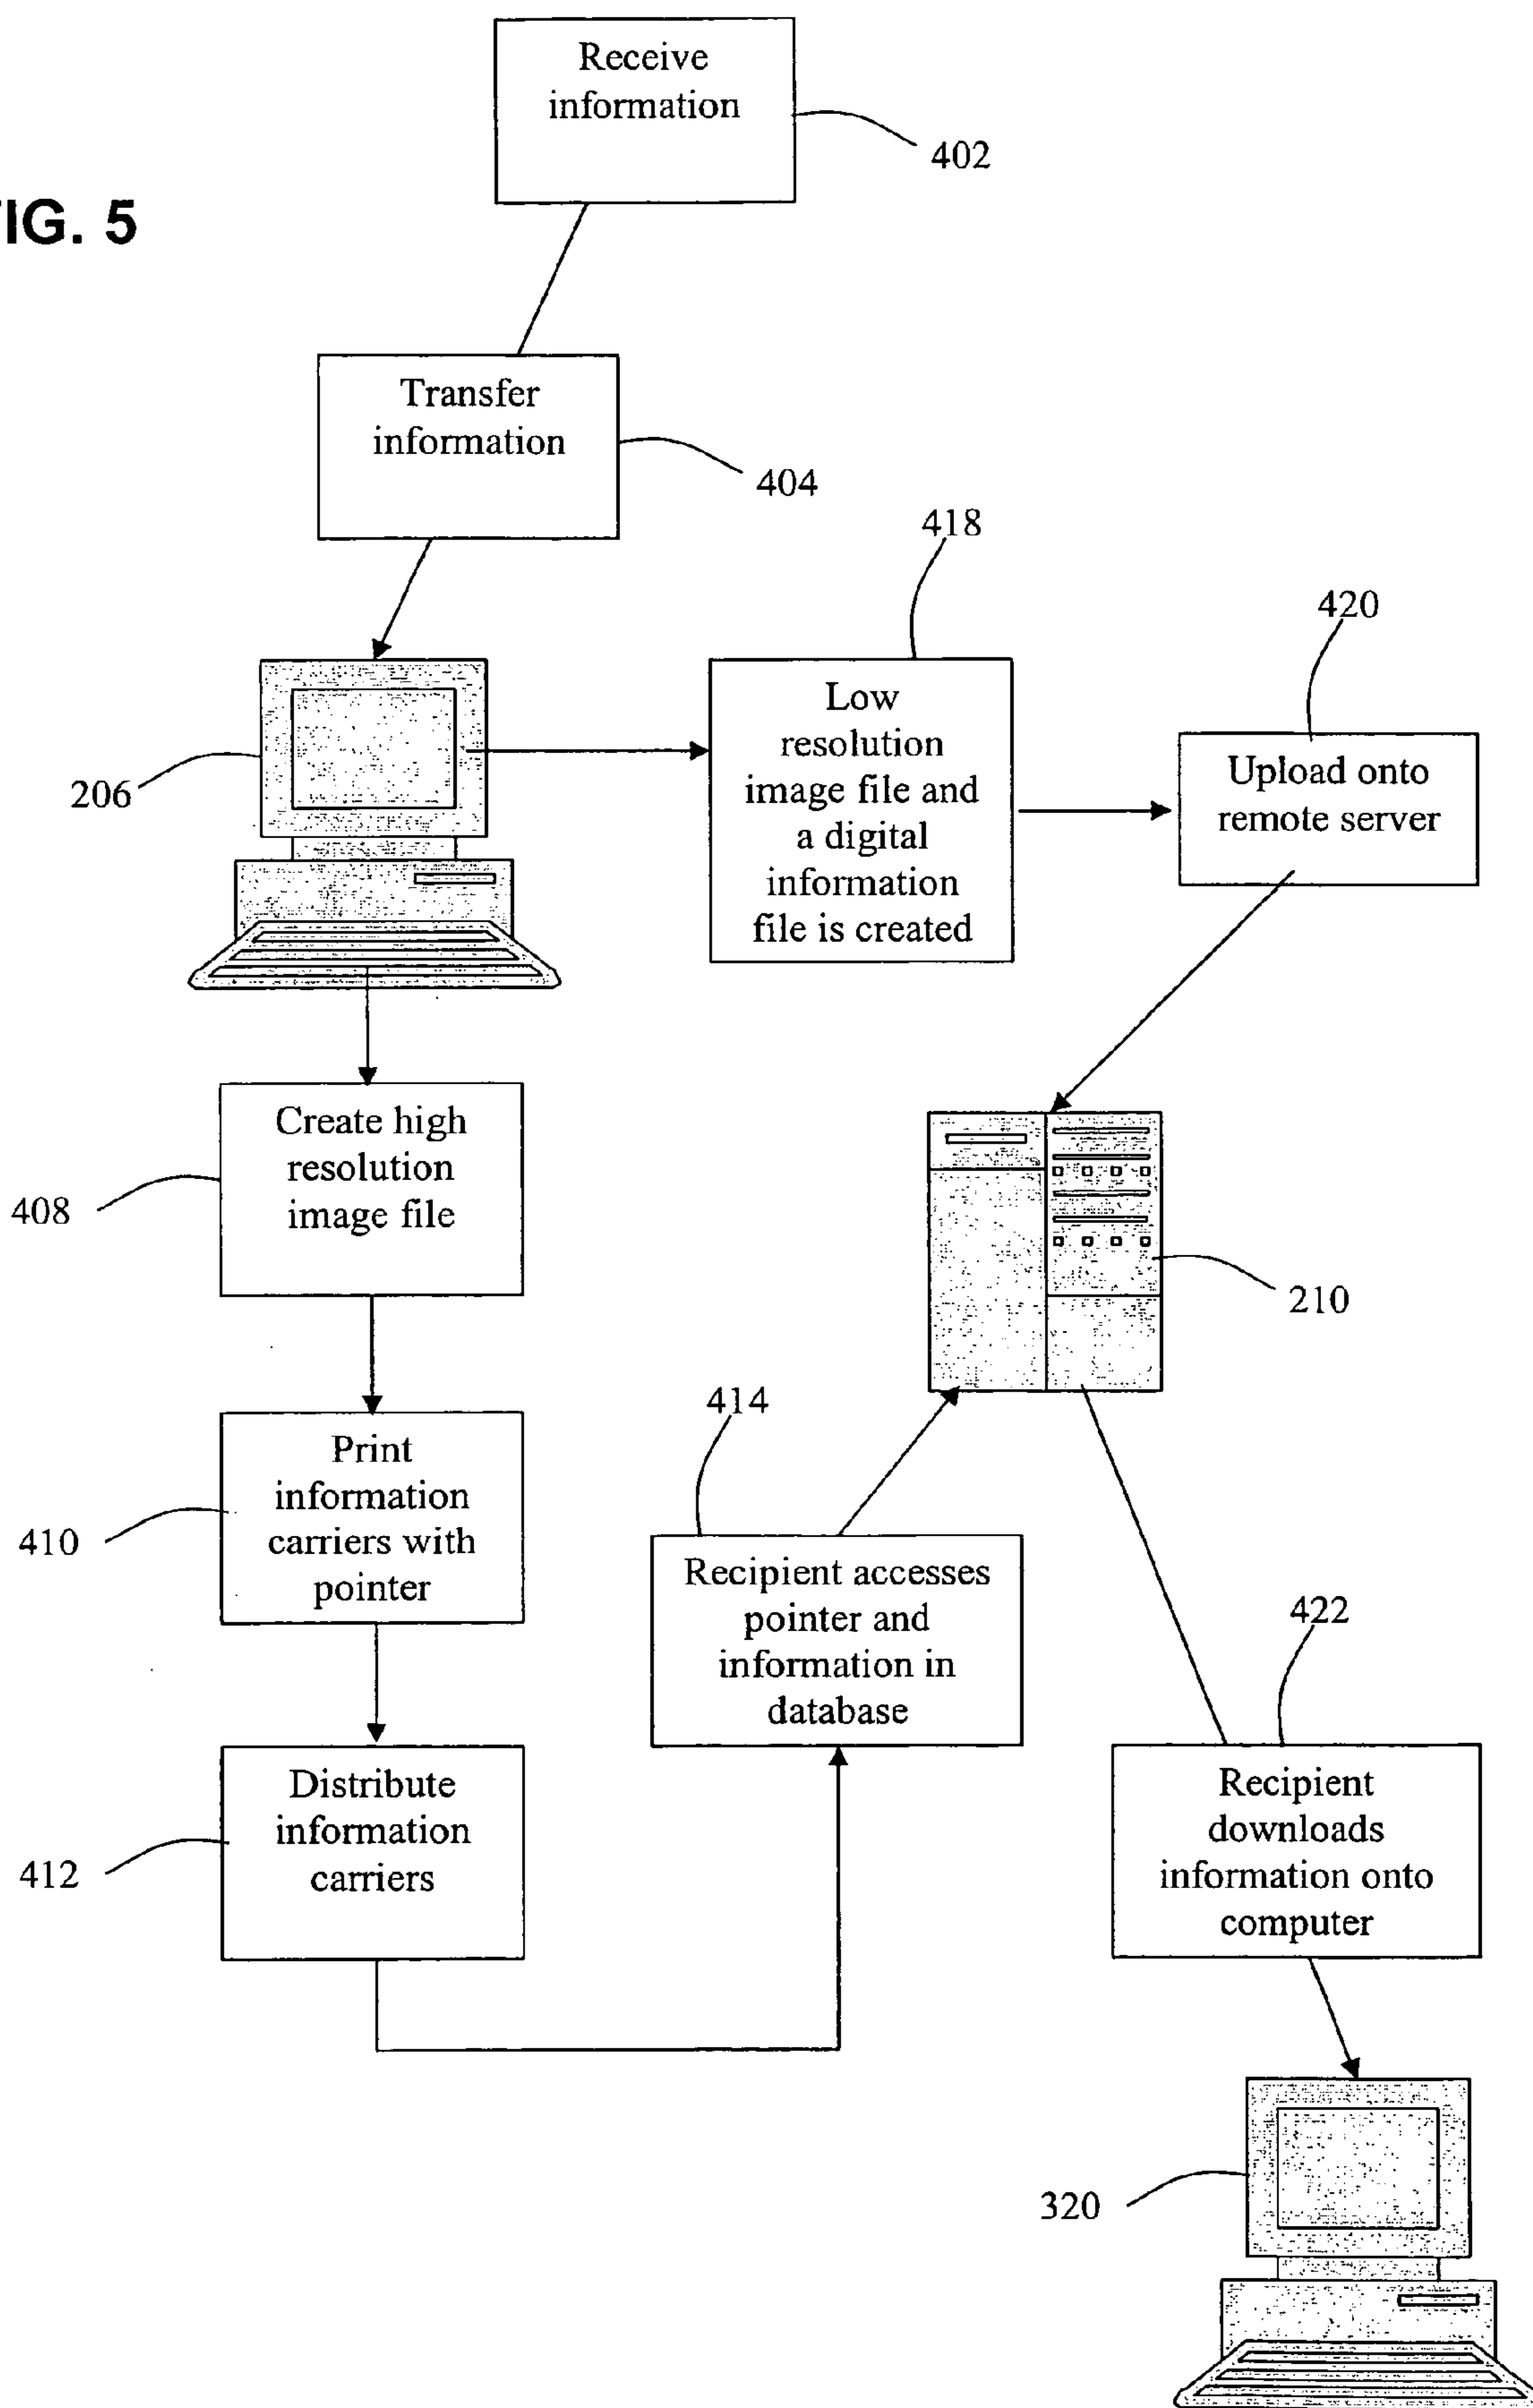 Receive
information
402
IG. 5
Transfer
information
404
418
420
Low
resolution
image file and
a digital
information
file is created
Upload onto
remote server
206
Create high
resolution
image file
408
210
414
Print
information
carriers with
pointer
410
Recipient accesses
pointer and
information in
database
422
Distribute
information
carriers
412
Recipient
downloads
information onto
computer
320